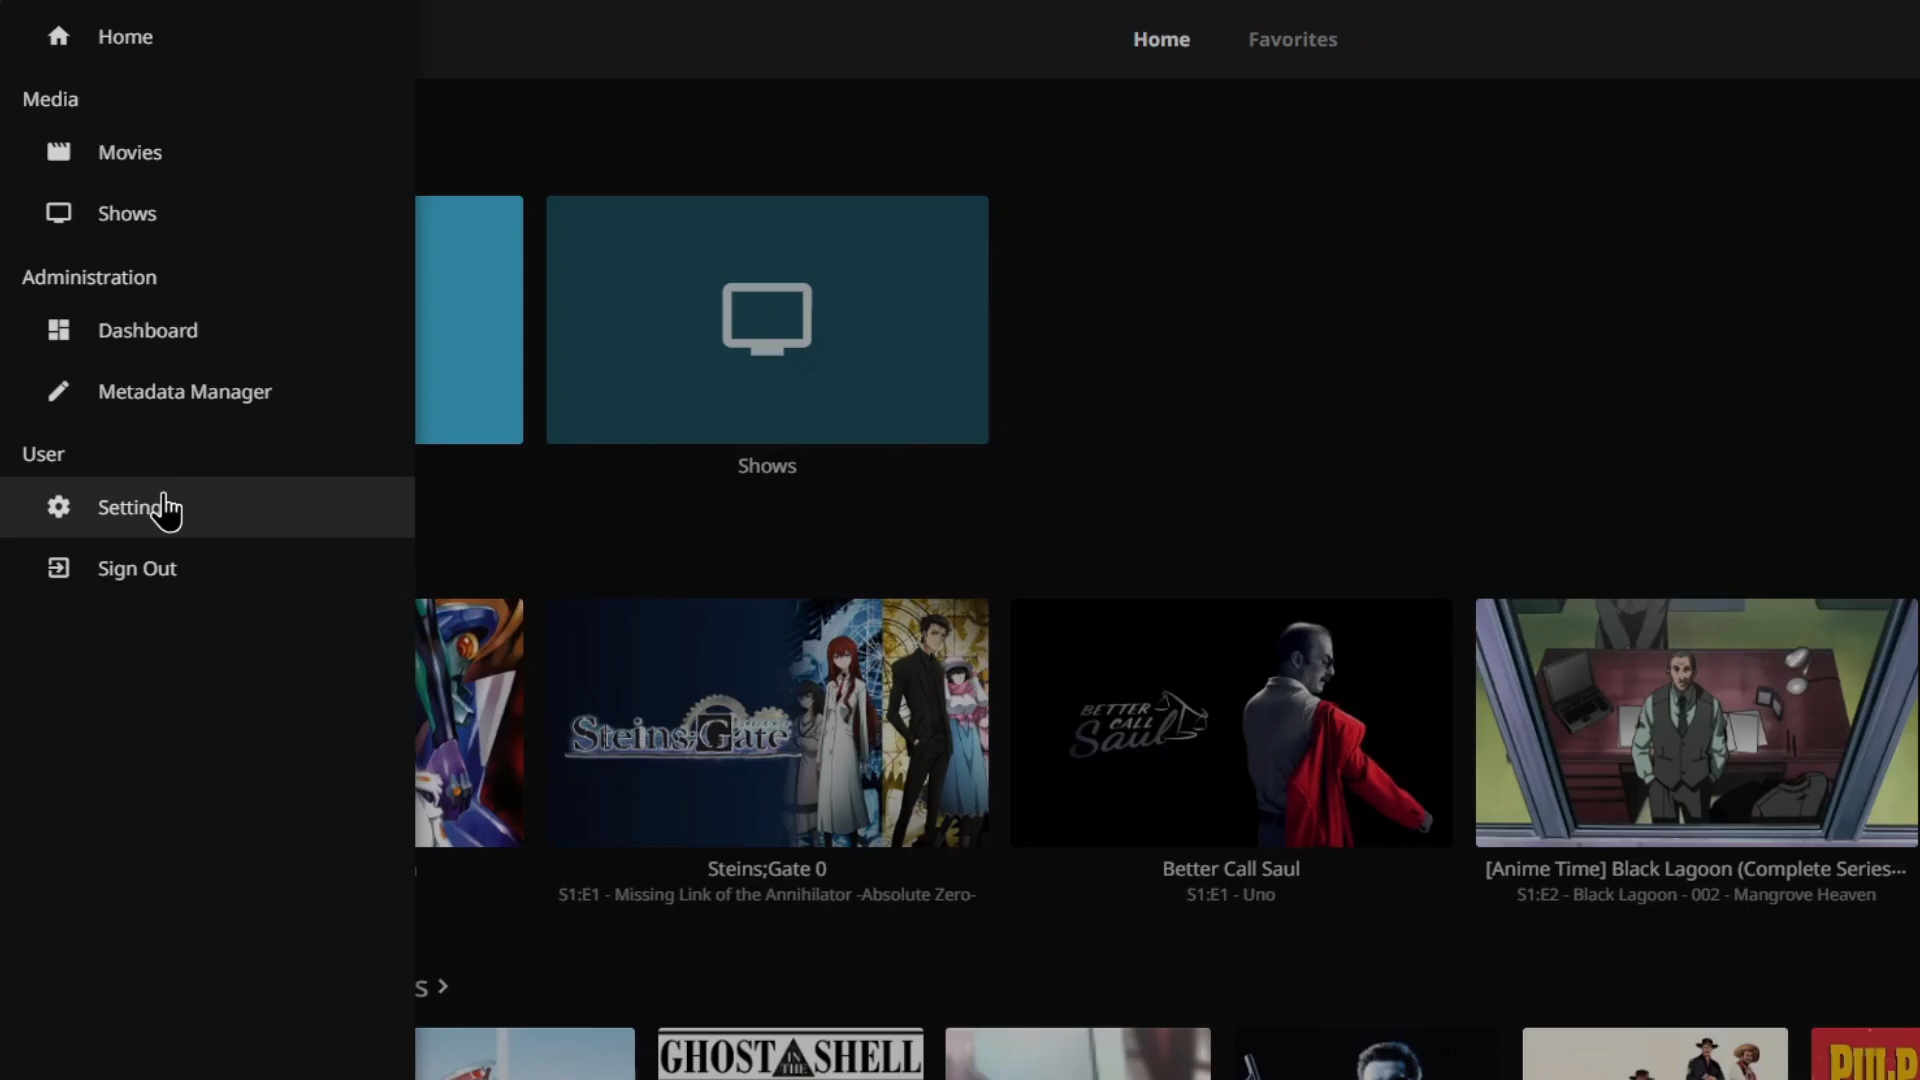 Home
Media
Movies
Shows
Administration
Dashboard
Metadata Manager
User
Setting
Sign Out
Home
Favorites
Shows
Steins;Gate
BETTER
CALL
Saul
Steins;Gate 0
S1:E1 - Missing Link of the Annihilator -Absolute Zero-
Better Call Saul
S1:E1 - Uno
[Anime Time] Black Lagoon (Complete Series...
S1:E2 - Black Lagoon - 002 - Mangrove Heaven
s >
GHOST IN THE SHELL
PULP